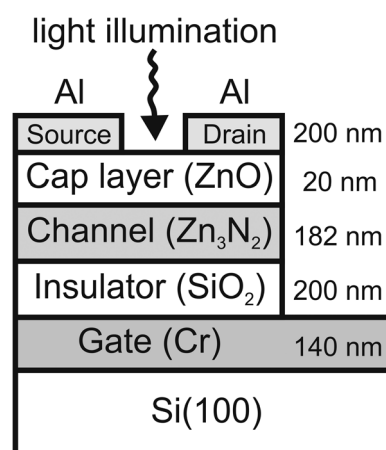 light illumination
Al Al
Source Drain 200 nm
Cap layer (ZnO) 20 nm
Channel (Zn₃N₂) 182 nm
Insulator (SiO₂) 200 nm
Gate (Cr) 140 nm
Si(100)